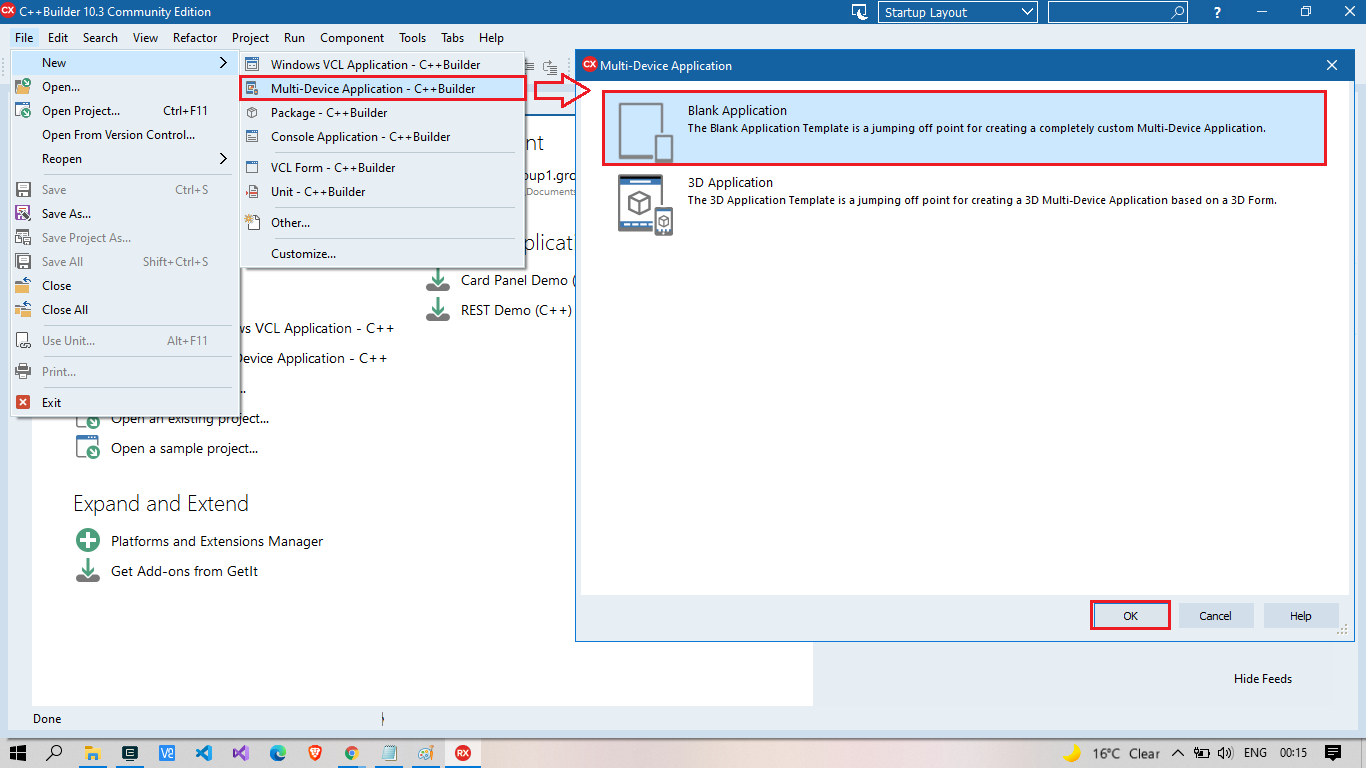 CX C++Builder 10.3 Community Edition
Startup Layout
?
File Edit Search View Refactor Project Run Component Tools Tabs Help
New
Open...
Open Project... Ctrl+F11
Open From Version Control...
Reopen
Save Ctrl+S
Save As...
Save Project As...
Save All Shift+Ctrl+S
Close
Close All
Use Unit... Alt+F11
Print...
Exit
Windows VCL Application - C++Builder
Multi-Device Application - C++Builder
Package - C++Builder
Console Application - C++Builder
VCL Form - C++Builder
Unit - C++Builder
Other...
Customize...
Documents
Card Panel Demo (
REST Demo (C++)
VCL Application - C++
Device Application - C++
Open an existing project...
Open a sample project...
Expand and Extend
Platforms and Extensions Manager
Get Add-ons from GetIt
CX Multi-Device Application
Blank Application
The Blank Application Template is a jumping off point for creating a completely custom Multi-Device Application.
3D Application
The 3D Application Template is a jumping off point for creating a 3D Multi-Device Application based on a 3D Form.
OK Cancel Help
Hide Feeds
Done
RX
16°C Clear ENG 00:15